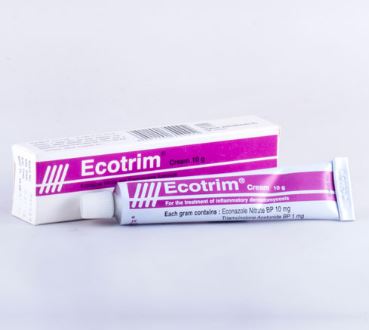 Ecotrim®
Cream 10 g
Ecotrim® Cream 10 g
For the treatment of inflammatory dermatomycosis
Each gram contains : Econazole Nitrate BP 10 mg
Triamcinolone Acetonide BP 1 mg